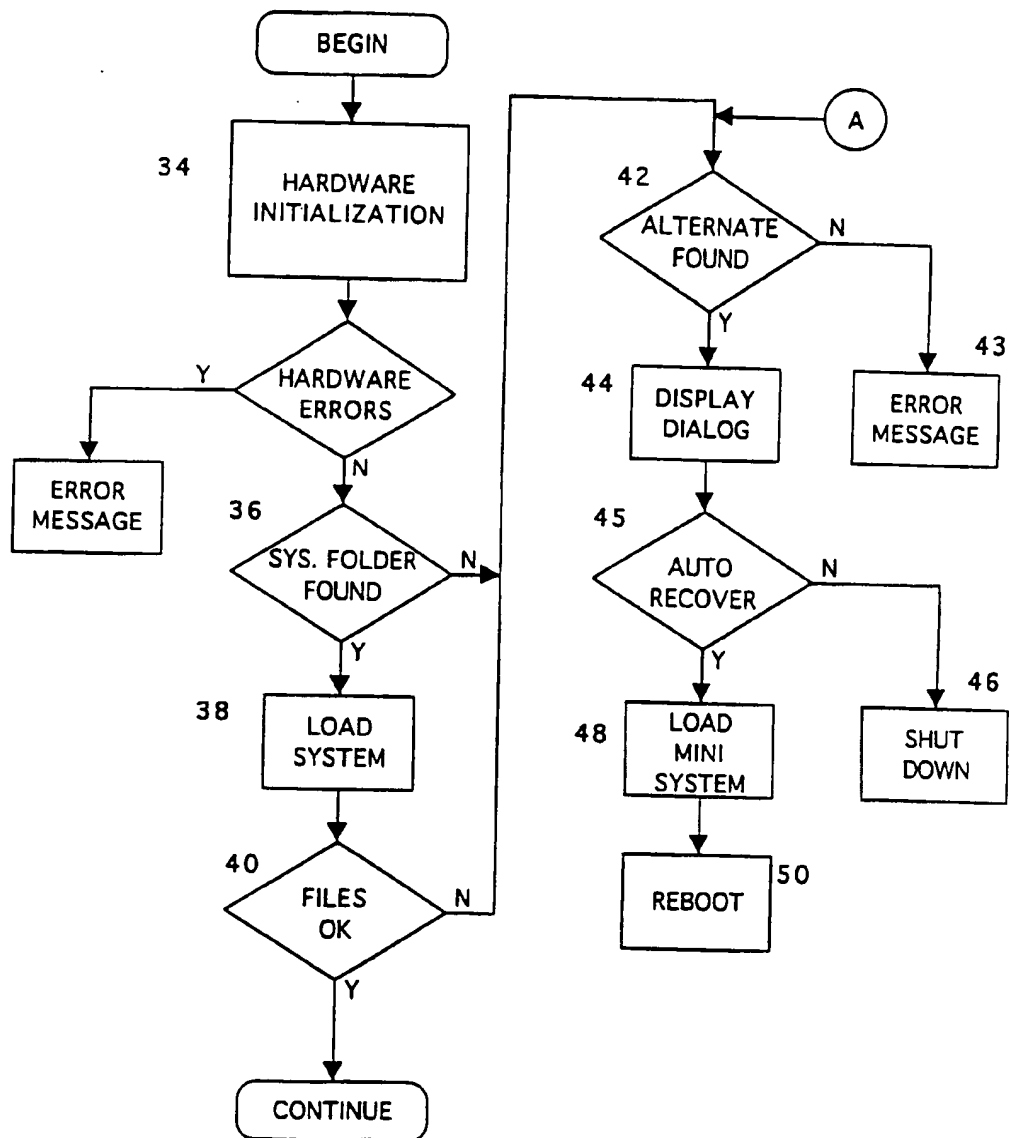 BEGIN
34
HARDWARE
INITIALIZATION
Y
HARDWARE
ERRORS
N
ERROR
MESSAGE
36
SYS. FOLDER
FOUND
N
Y
38
LOAD
SYSTEM
40
FILES
OK
N
Y
CONTINUE
A
42
ALTERNATE
FOUND
N
Y
43
ERROR
MESSAGE
44
DISPLAY
DIALOG
45
AUTO
RECOVER
N
Y
46
SHUT
DOWN
48
LOAD
MINI
SYSTEM
50
REBOOT